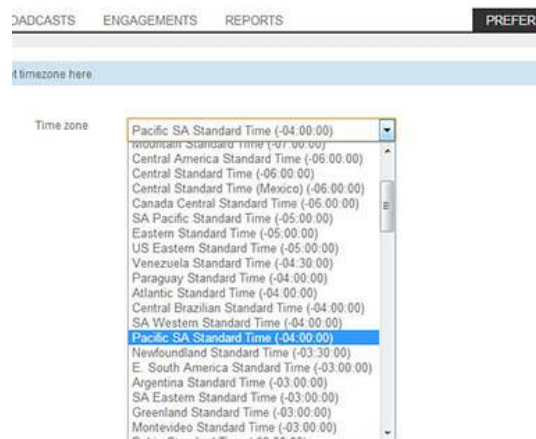 OADCASTS ENGAGEMENTS REPORTS PREFER
t timezone here
Time zone Pacific SA Standard Time (-04:00:00)
Mountain Standard Time (-07:00:00)
Central America Standard Time (-06:00:00)
Central Standard Time (-06:00:00)
Central Standard Time (Mexico) (-06:00:00)
Canada Central Standard Time (-06:00:00)
SA Pacific Standard Time (-05:00:00)
Eastern Standard Time (-05:00:00)
US Eastern Standard Time (-05:00:00)
Venezuela Standard Time (-04:30:00)
Paraguay Standard Time (-04:00:00)
Atlantic Standard Time (-04:00:00)
Central Brazilian Standard Time (-04:00:00)
SA Western Standard Time (-04:00:00)
Pacific SA Standard Time (-04:00:00)
Newfoundland Standard Time (-03:30:00)
E. South America Standard Time (-03:00:00)
Argentina Standard Time (-03:00:00)
SA Eastern Standard Time (-03:00:00)
Greenland Standard Time (-03:00:00)
Montevideo Standard Time (-03:00:00)